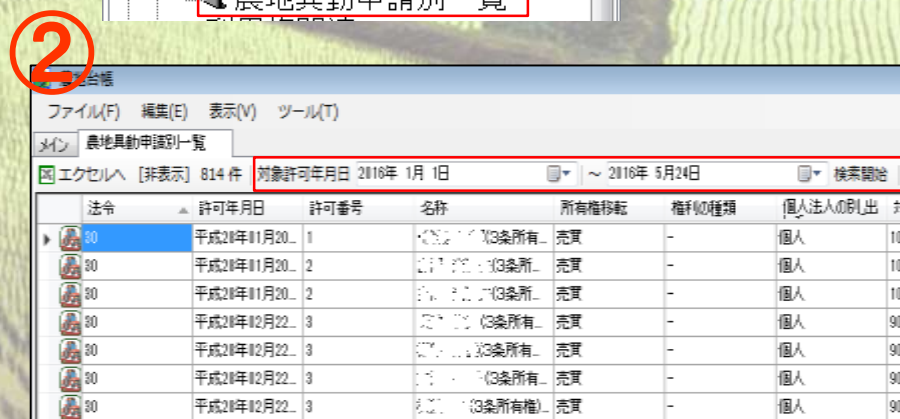 農地異動申請別一覧
②
台帳
ファイル(F) 編集(E) 表示(V) ツール(T)
メイン 農地異動申請別一覧
エクセルへ [非表示] 814 件 対象許可年月日 2016年 1月 1日 ～ 2016年 5月24日 検索開始
法令 許可年月日 許可番号 名称 所有権移転 権利の種類 個人法人の別_出
30 平成28年01月20... 1 (3条所有... 売買 - 個人 10
30 平成28年01月20... 2 (3条所... 売買 - 個人 10
30 平成28年01月20... 2 (3条所... 売買 - 個人 10
30 平成28年02月22... 3 (3条所有... 売買 - 個人 90
30 平成28年02月22... 3 (3条所有... 売買 - 個人 90
30 平成28年02月22... 3 (3条所有... 売買 - 個人 90
30 平成28年02月22... 3 (3条所有権)... 売買 - 個人 90